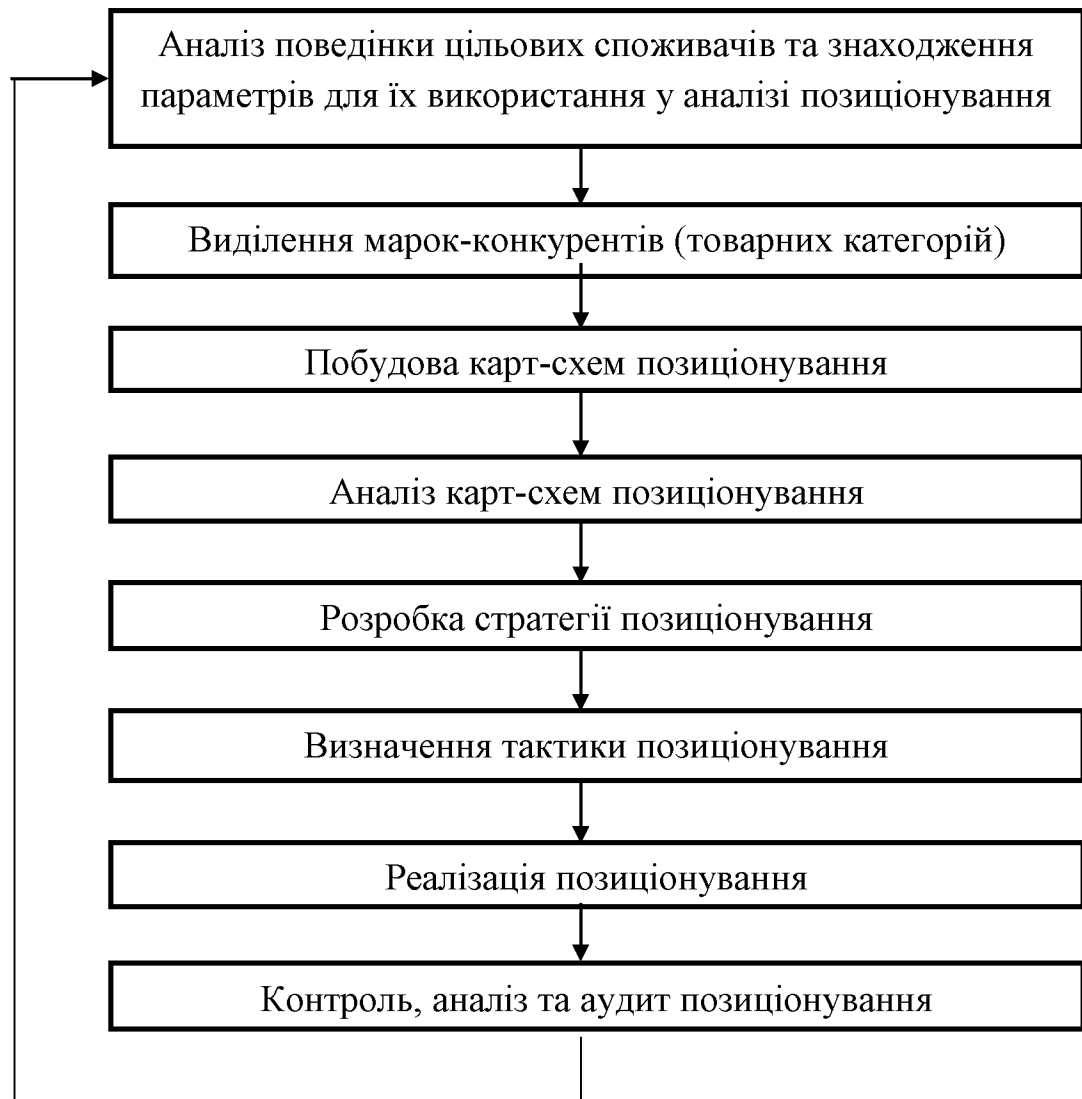 Аналіз поведінки цільових споживачів та знаходження
параметрів для їх використання у аналізі позиціонування
Виділення марок-конкурентів (товарних категорій)
Побудова карт-схем позиціонування
Аналіз карт-схем позиціонування
Розробка стратегії позиціонування
Визначення тактики позиціонування
Реалізація позиціонування
Контроль, аналіз та аудит позиціонування